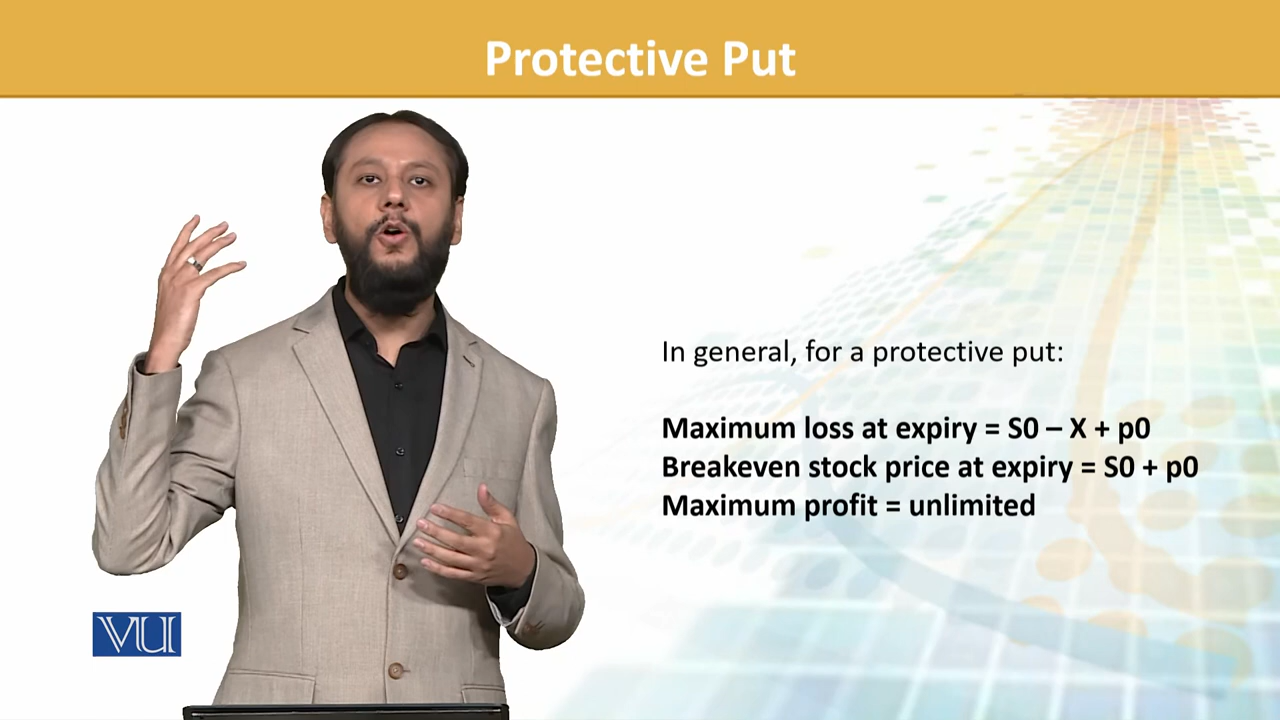 Protective Put
In general, for a protective put:
Maximum loss at expiry = S0 – X + p0
Breakeven stock price at expiry = S0 + p0
Maximum profit = unlimited
VU